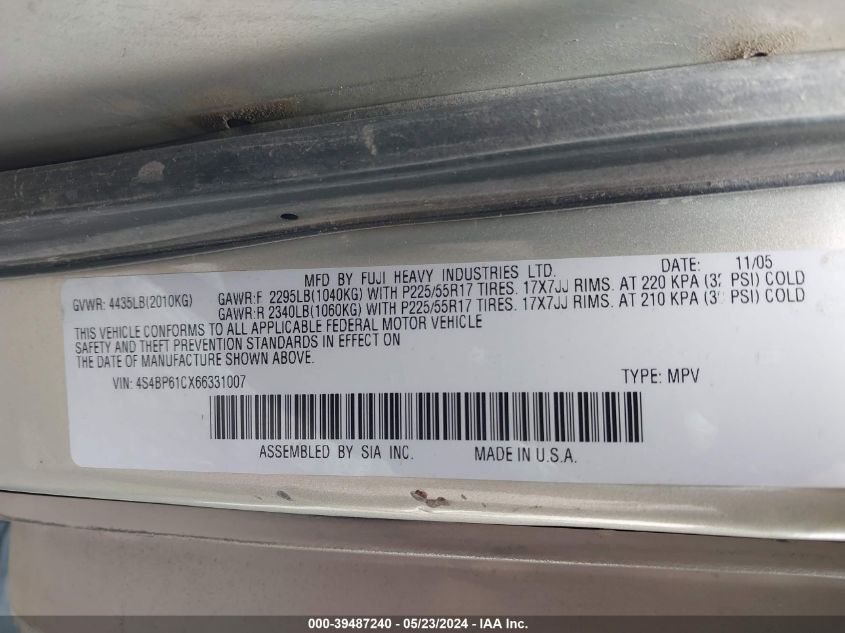 MFD BY FUJI HEAVY INDUSTRIES LTD. DATE: 11/05
GVWR: 4435LB(2010KG) GAWR:F 2295LB(1040KG) WITH P225/55R17 TIRES. 17X7JJ RIMS. AT 220 KPA PSI) COLD
GAWR:R 2340LB(1060KG) WITH P225/55R17 TIRES. 17X7JJ RIMS. AT 210 KPA PSI) COLD
THIS VEHICLE CONFORMS TO ALL APPLICABLE FEDERAL MOTOR VEHICLE
SAFETY AND THEFT PREVENTION STANDARDS IN EFFECT ON
THE DATE OF MANUFACTURE SHOWN ABOVE.
VIN: 4S4BP61CX66331007 TYPE: MPV
ASSEMBLED BY SIA INC. MADE IN U.S.A.
000-39487240 - 05/23/2024 - IAA Inc.